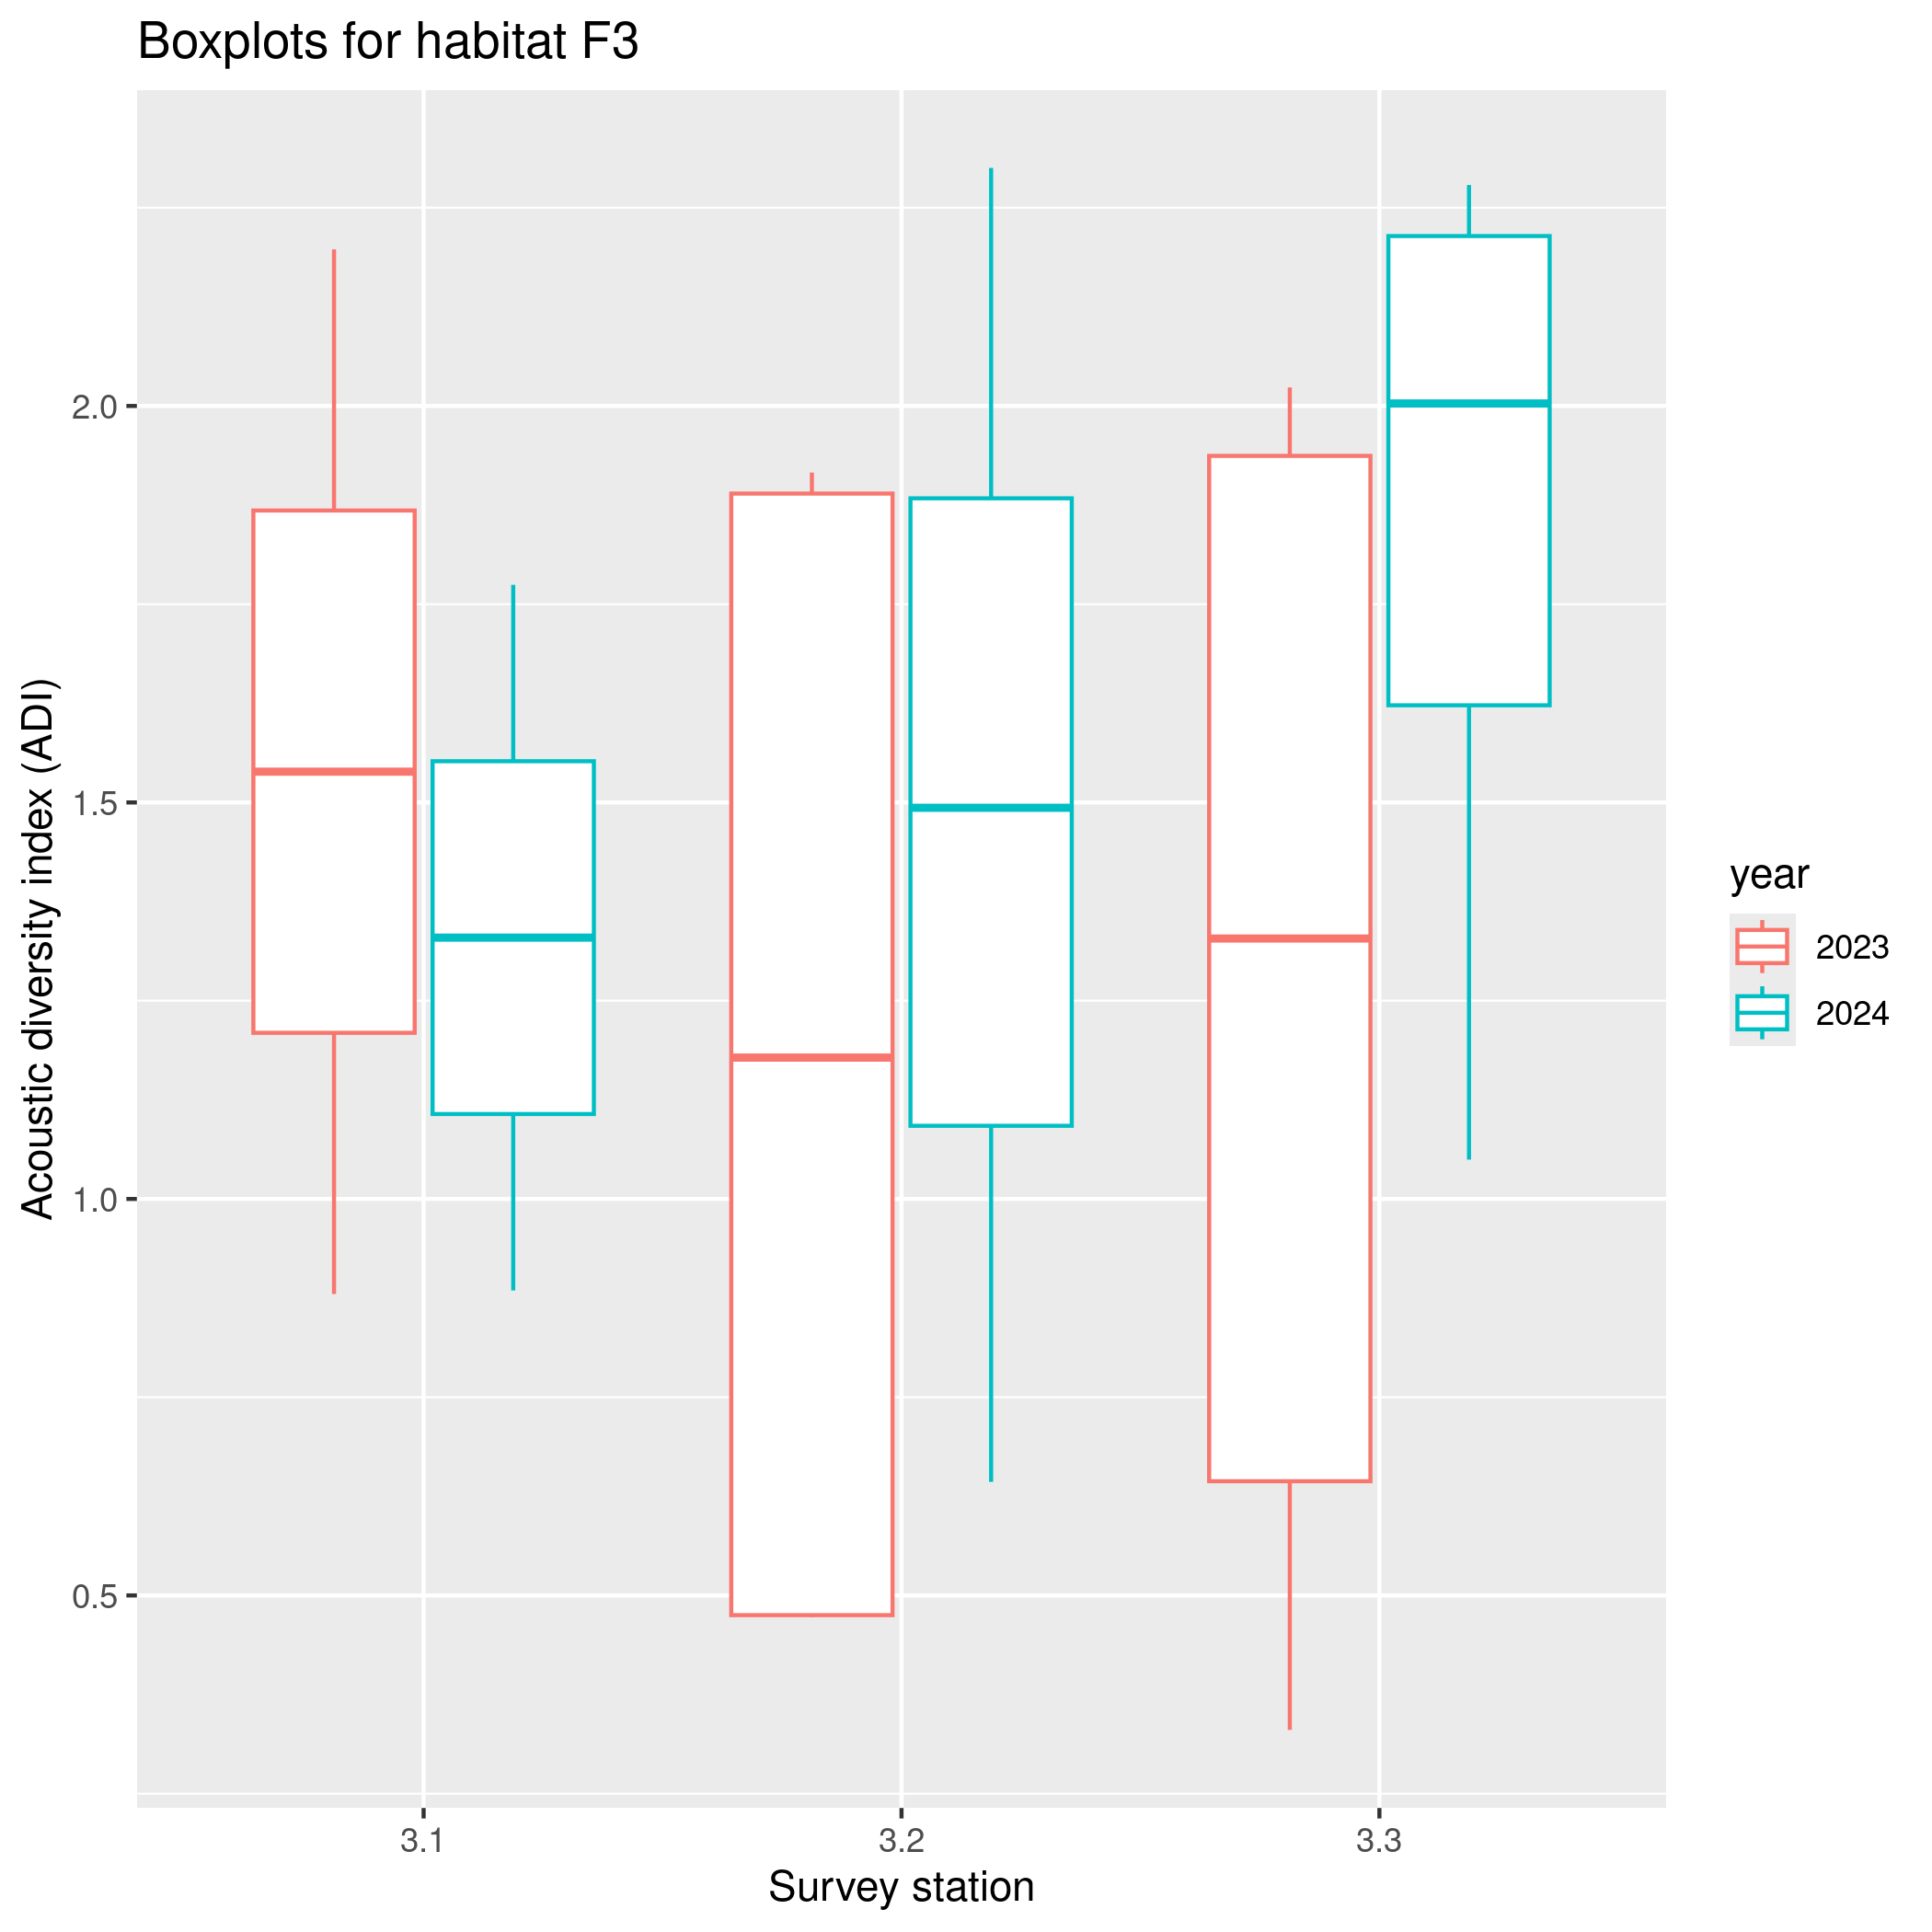 Boxplots for habitat F3
Acoustic diversity index (ADI)
2.0
1.5
1.0
0.5
3.1
3.2
3.3
Survey station
year
2023
2024